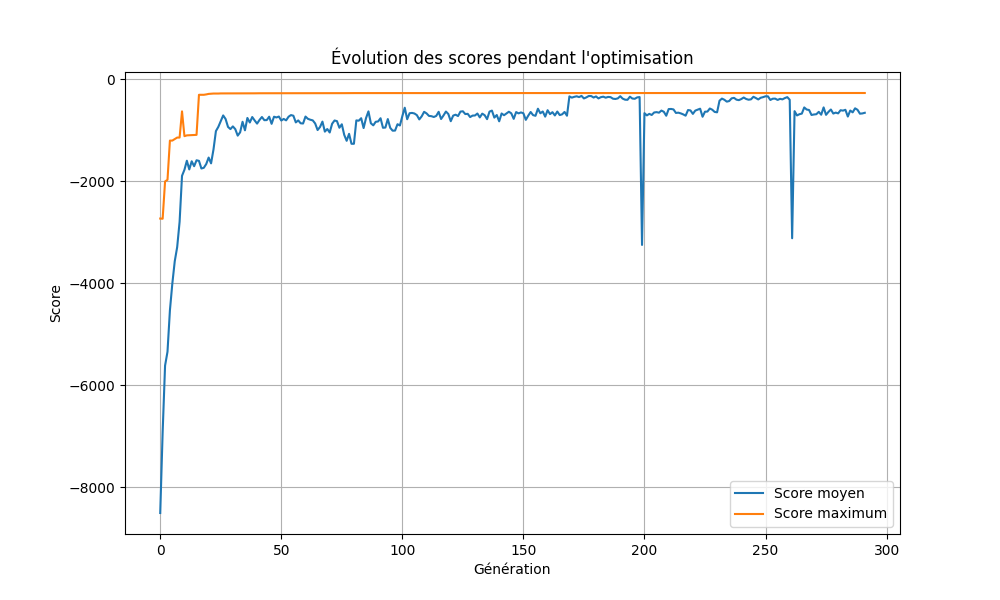 Évolution des scores pendant l'optimisation
0
−2000
−4000
−6000
−8000
Score
0 50 100 150 200 250 300
Génération
Score moyen
Score maximum